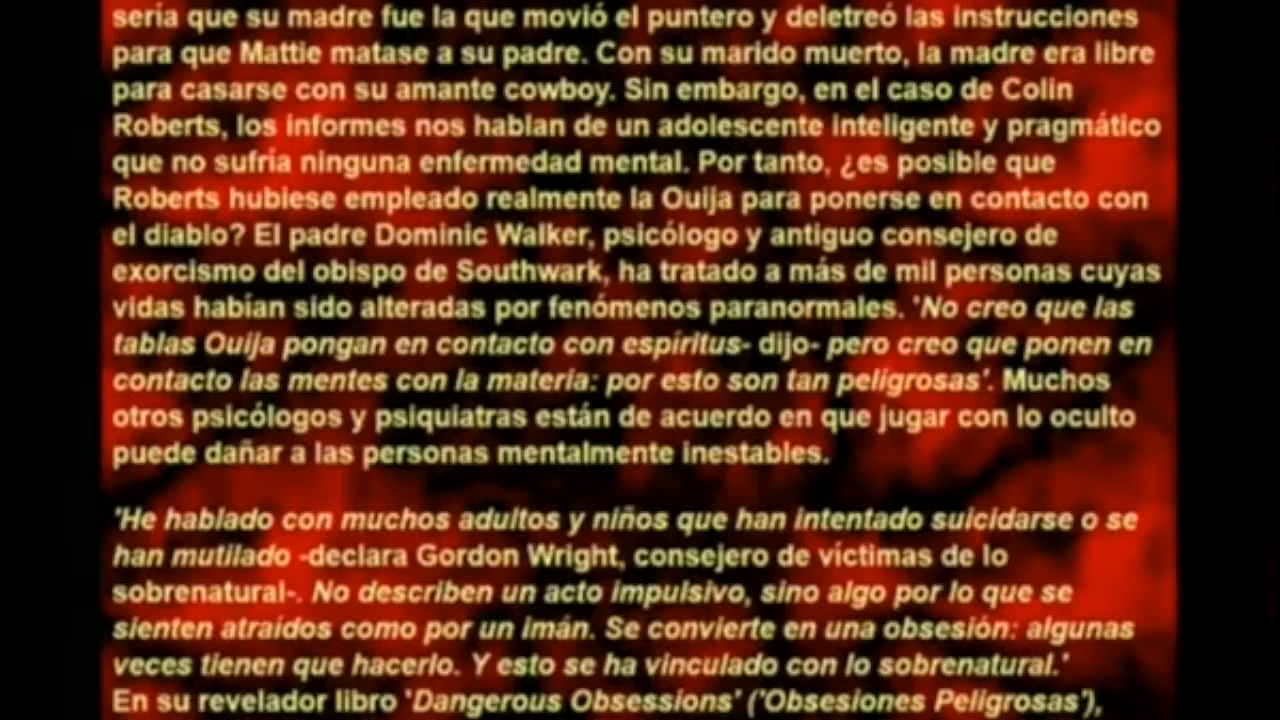 sería que su madre fue la que movió el puntero y deletreó las instrucciones
para que Mattie matase a su padre. Con su marido muerto, la madre era libre
para casarse con su amante cowboy. Sin embargo, en el caso de Colin
Roberts, los informes nos hablan de un adolescente inteligente y pragmático
que no sufría ninguna enfermedad mental. Por tanto, ¿es posible que
Roberts hubiese empleado realmente la Ouija para ponerse en contacto con
el diablo? El padre Dominic Walker, psicólogo y antiguo consejero de
exorcismo del obispo de Southwark, ha tratado a más de mil personas cuyas
vidas habían sido alteradas por fenómenos paranormales. 'No creo que las
tablas Ouija pongan en contacto con espíritus- dijo- pero creo que ponen en
contacto las mentes con la materia: por esto son tan peligrosas'. Muchos
otros psicólogos y psiquiatras están de acuerdo en que jugar con lo oculto
puede dañar a las personas mentalmente inestables.
'He hablado con muchos adultos y niños que han intentado suicidarse o se
han mutilado -declara Gordon Wright, consejero de víctimas de lo
sobrenatural-. No describen un acto impulsivo, sino algo por lo que se
sienten atraídos como por un imán. Se convierte en una obsesión: algunas
veces tienen que hacerlo. Y esto se ha vinculado con lo sobrenatural.'
En su revelador libro 'Dangerous Obsessions' ('Obsesiones Peligrosas'),